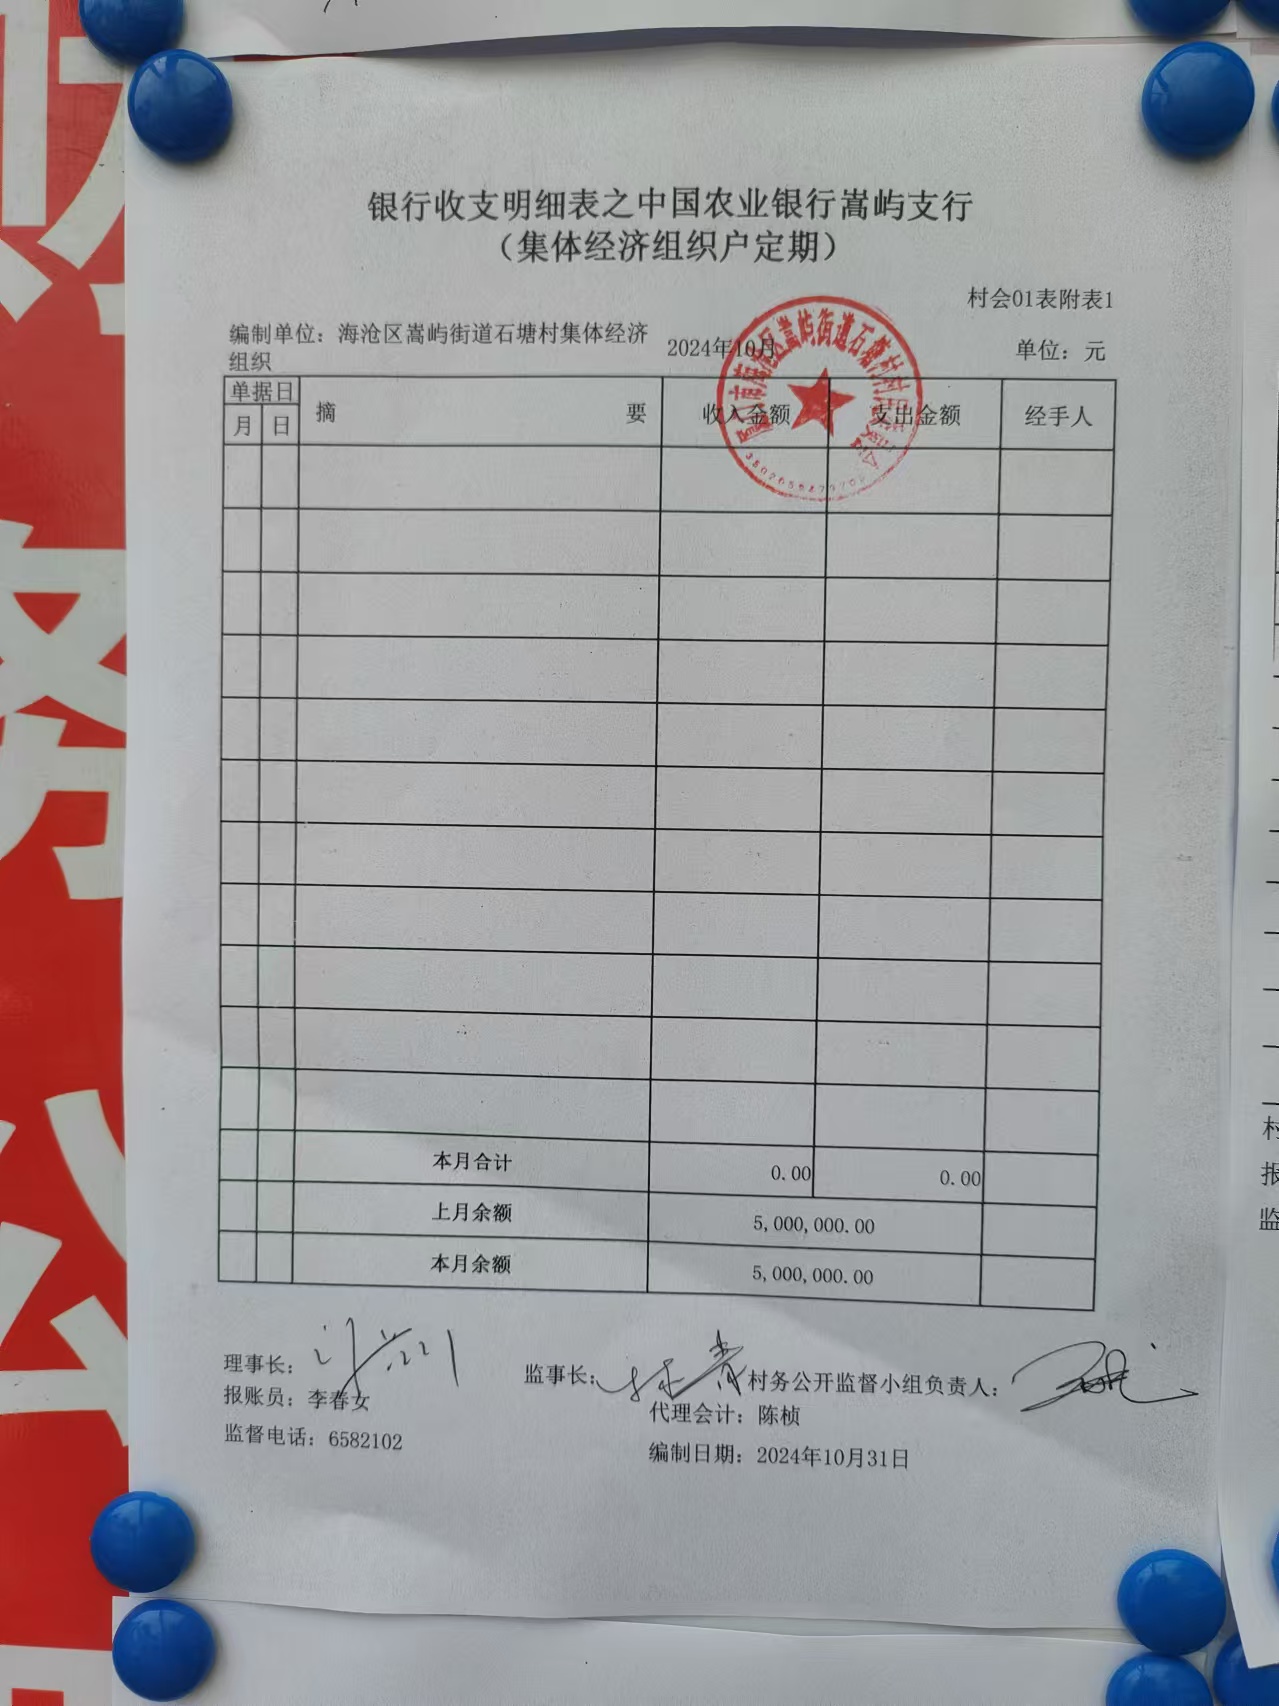 银行收支明细表之中国农业银行嵩屿支行
（集体经济组织户定期）
村会01表附表1
编制单位：海沧区嵩屿街道石塘村集体经济
组织
2024年10月
单位：元
单据日
摘 要
收入金额
支出金额
经手人
月 日
本月合计 0.00 0.00
上月余额 5,000,000.00
本月余额 5,000,000.00
理事长：
监事长：
村务公开监督小组负责人：
报账员：李春女
代理会计：陈桢
监督电话：6582102
编制日期：2024年10月31日
务
公
村
报
监